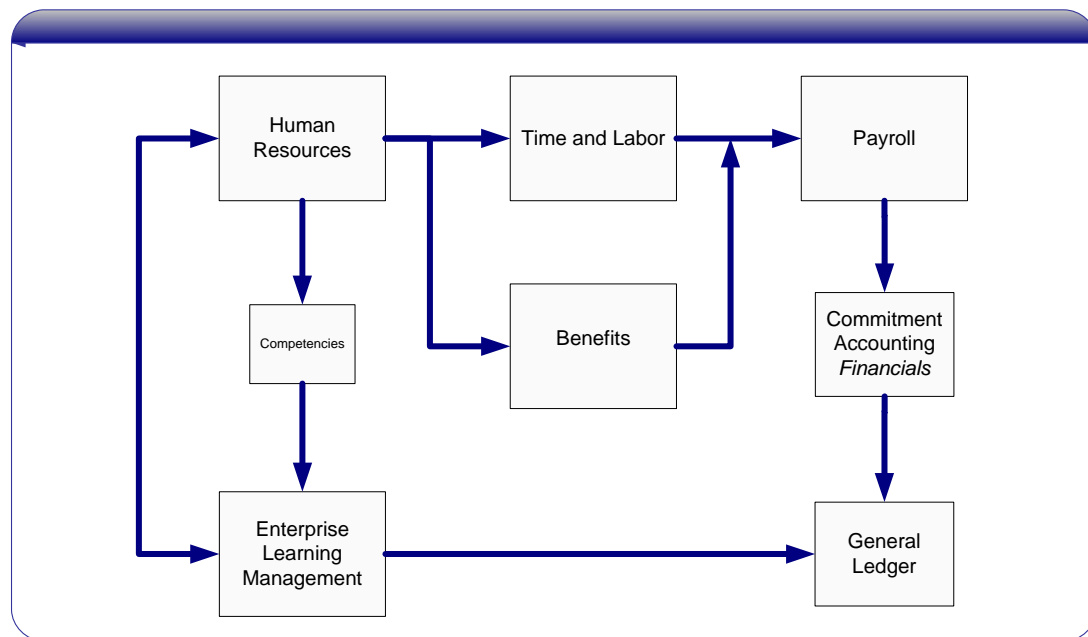 Human
Resources
Time and Labor
Payroll
Competencies
Benefits
Commitment
Accounting
Financials
Enterprise
Learning
Management
General
Ledger